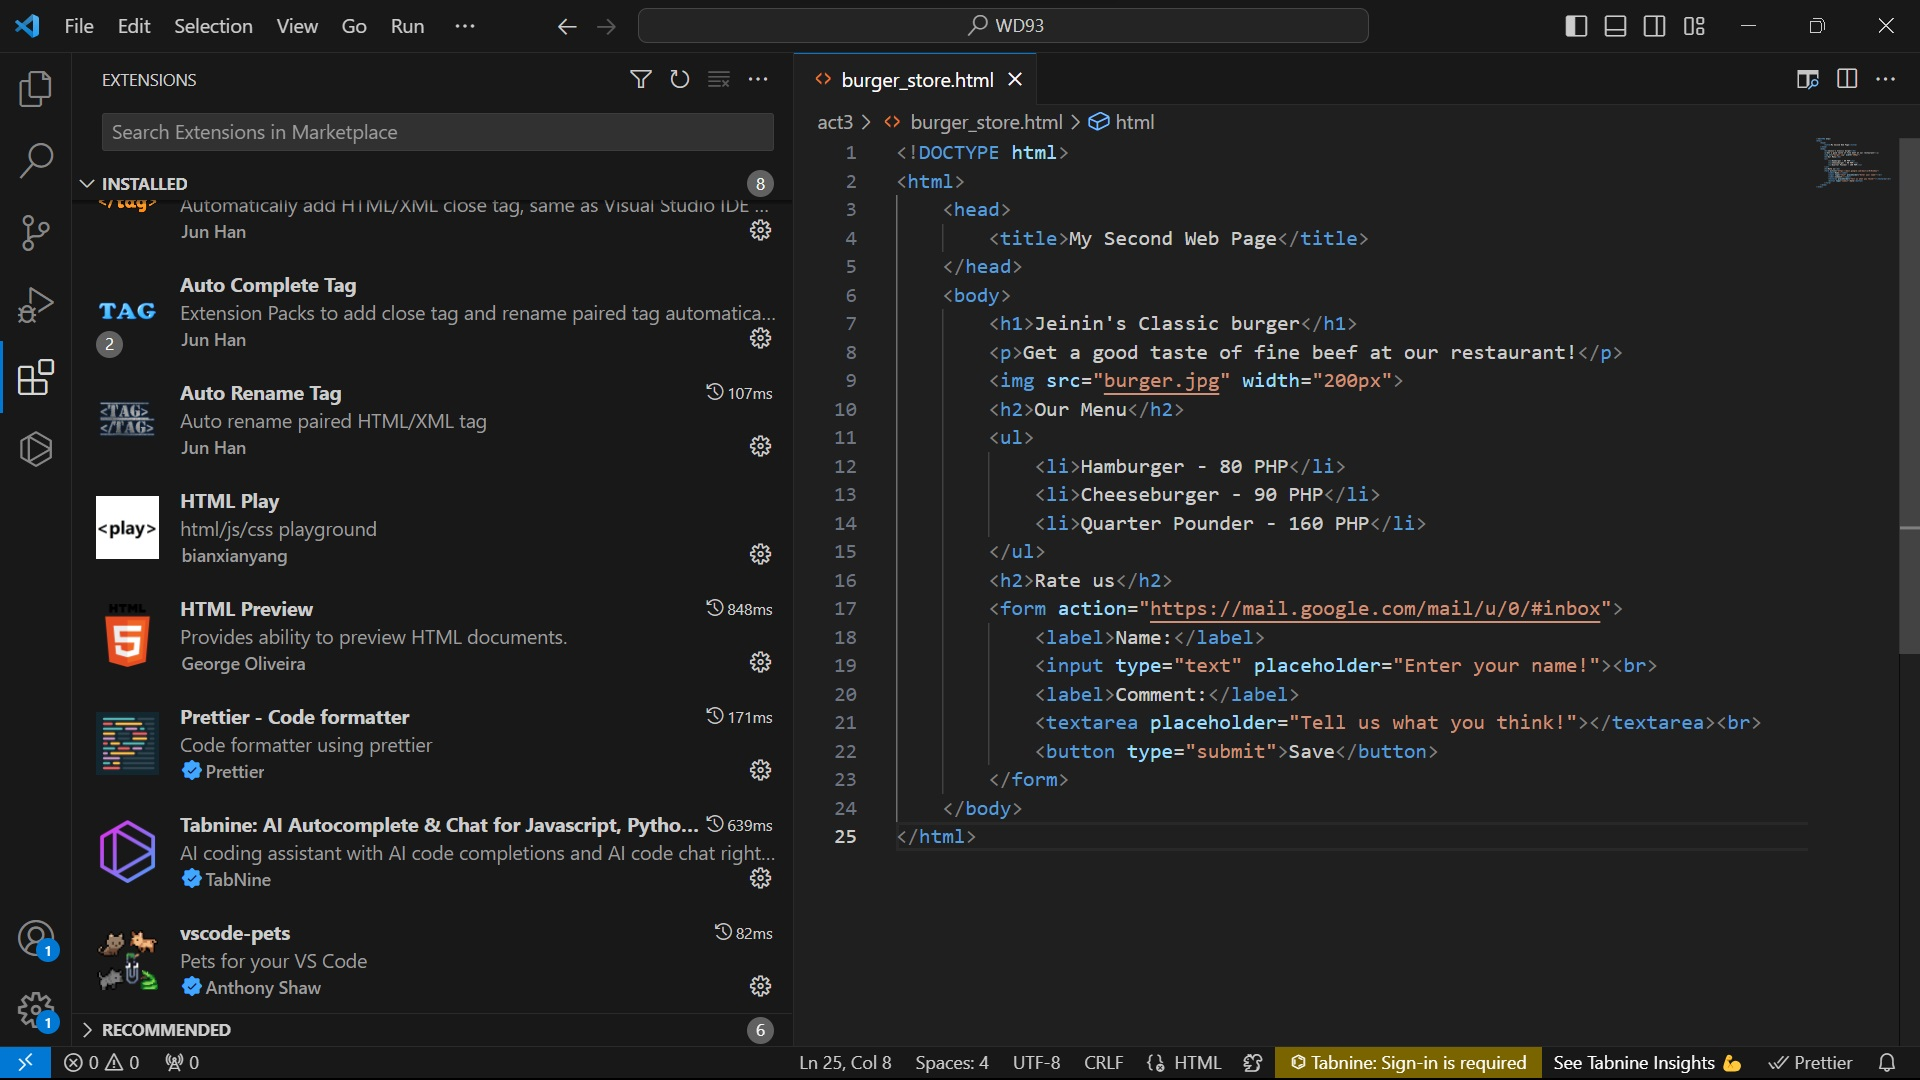 File Edit Selection View Go Run ··· WD93
EXTENSIONS
Search Extensions in Marketplace
INSTALLED 8
</tag> Automatically add HTML/XML close tag, same as Visual Studio IDE ...
Jun Han
Auto Complete Tag
TAG Extension Packs to add close tag and rename paired tag automatica...
2 Jun Han
Auto Rename Tag 107ms
<TAG> </TAG> Auto rename paired HTML/XML tag
Jun Han
HTML Play
<play> html/js/css playground
bianxianyang
HTML HTML Preview 848ms
5 Provides ability to preview HTML documents.
George Oliveira
Prettier - Code formatter 171ms
Code formatter using prettier
Prettier
Tabnine: AI Autocomplete & Chat for Javascript, Pytho... 639ms
AI coding assistant with AI code completions and AI code chat right...
TabNine
vscode-pets 82ms
Pets for your VS Code
Anthony Shaw
1
1
RECOMMENDED 6
burger_store.html
act3 > burger_store.html > html
1 <!DOCTYPE html>
2 <html>
3 <head>
4 <title>My Second Web Page</title>
5 </head>
6 <body>
7 <h1>Jeinin's Classic burger</h1>
8 <p>Get a good taste of fine beef at our restaurant!</p>
9 <img src="burger.jpg" width="200px">
10 <h2>Our Menu</h2>
11 <ul>
12 <li>Hamburger - 80 PHP</li>
13 <li>Cheeseburger - 90 PHP</li>
14 <li>Quarter Pounder - 160 PHP</li>
15 </ul>
16 <h2>Rate us</h2>
17 <form action="https://mail.google.com/mail/u/0/#inbox">
18 <label>Name:</label>
19 <input type="text" placeholder="Enter your name!"><br>
20 <label>Comment:</label>
21 <textarea placeholder="Tell us what you think!"></textarea><br>
22 <button type="submit">Save</button>
23 </form>
24 </body>
25 </html>
0 0 0 Ln 25, Col 8 Spaces: 4 UTF-8 CRLF {} HTML Tabnine: Sign-in is required See Tabnine Insights 💪 Prettier